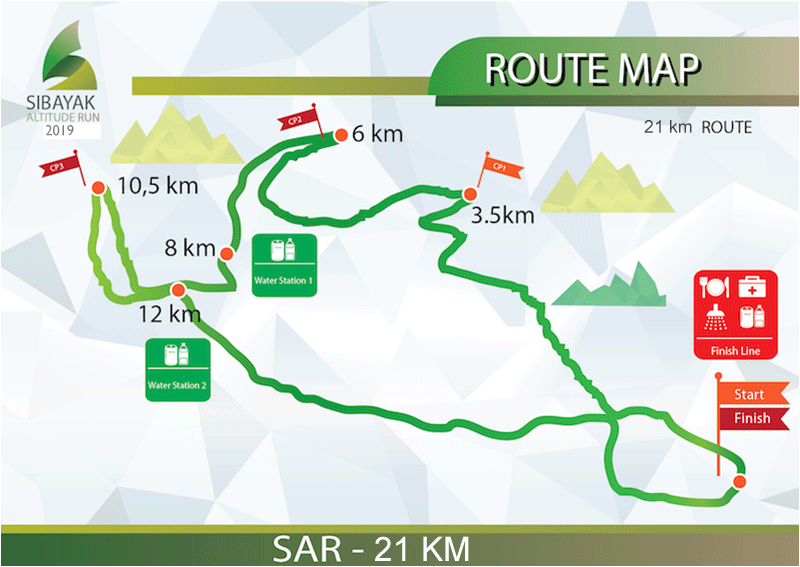 SIBAYAK
ALTITUDE RUN
2019
ROUTE MAP
21 km ROUTE
CP2
6 km
CP3
10,5 km
CP1
3.5km
8 km
Water Station 1
12 km
Water Station 2
Finish Line
Start
Finish
SAR - 21 KM